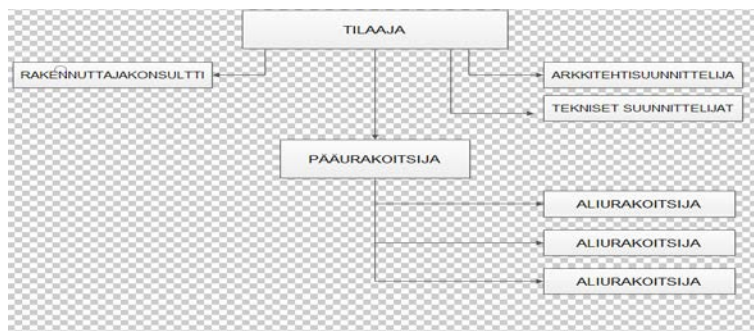 TILAAJA
RAKENNUTTAJAKONSULTTI
ARKKITEHTISUUNNITTELIJA
TEKNISET SUUNNITTELIJAT
PÄÄURAKOITSIJA
ALIURAKOITSIJA
ALIURAKOITSIJA
ALIURAKOITSIJA